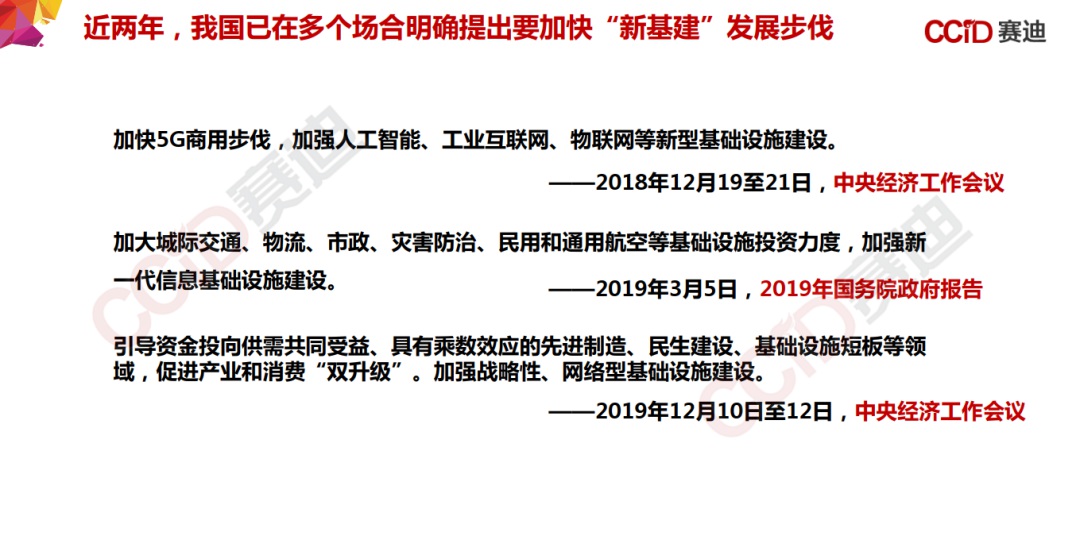 近两年，我国已在多个场合明确提出要加快“新基建”发展步伐
CCiD 赛迪
加快5G商用步伐，加强人工智能、工业互联网、物联网等新型基础设施建设。
——2018年12月19至21日，中央经济工作会议
加大城际交通、物流、市政、灾害防治、民用和通用航空等基础设施投资力度，加强新
一代信息基础设施建设。
——2019年3月5日，2019年国务院政府报告
引导资金投向供需共同受益、具有乘数效应的先进制造、民生建设、基础设施短板等领
域，促进产业和消费“双升级”。加强战略性、网络型基础设施建设。
——2019年12月10日至12日，中央经济工作会议
CCiD 赛迪
CCiD 赛迪